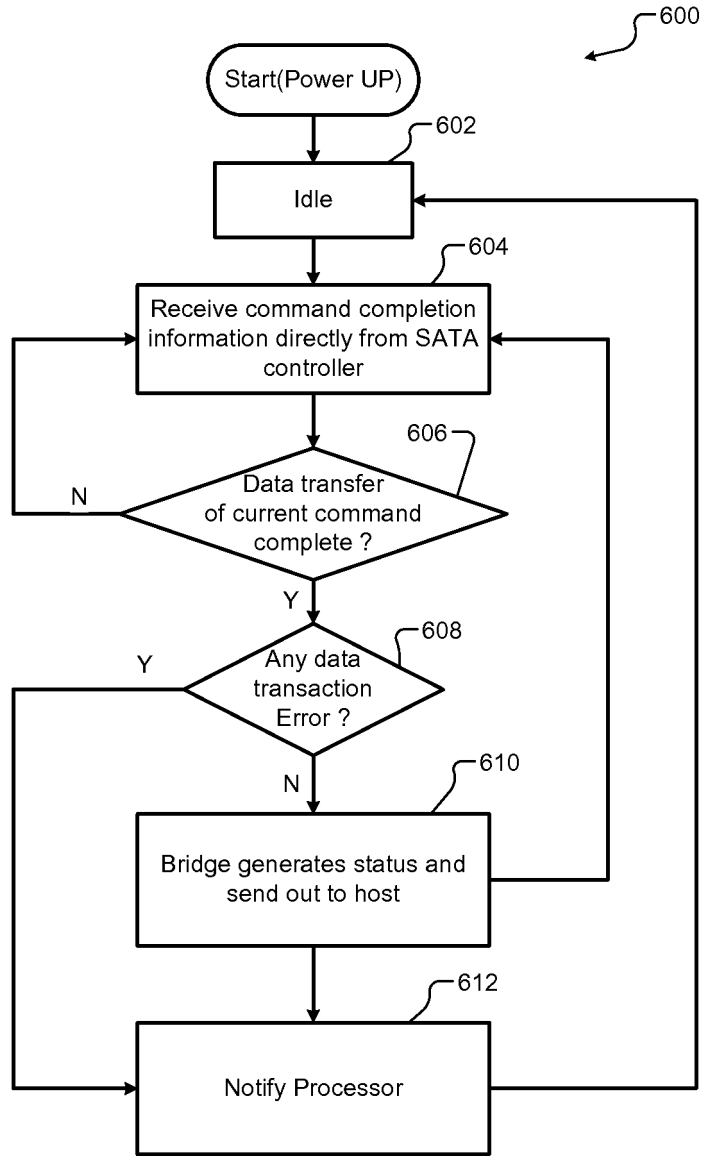 600
Start(Power UP)
602
Idle
604
Receive command completion
information directly from SATA
controller
606
Data transfer
of current command
complete ?
N
Y
608
Any data
transaction
Error ?
Y
N
610
Bridge generates status and
send out to host
612
Notify Processor